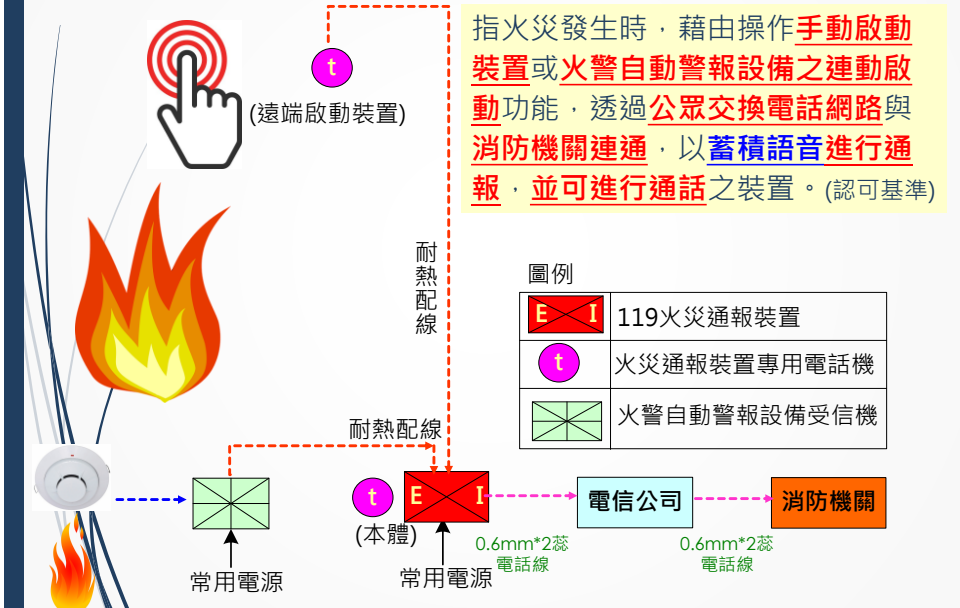 指火災發生時，藉由操作手動啟動
裝置或火警自動警報設備之連動啟
動功能，透過公眾交換電話網路與
消防機關連通，以蓄積語音進行通
報，並可進行通話之裝置。(認可基準)
t
(遠端啟動裝置)
耐熱配線
圖例
E I
119火災通報裝置
t
火災通報裝置專用電話機
火警自動警報設備受信機
耐熱配線
t
(本體)
E I
電信公司
消防機關
0.6mm*2蕊
電話線
0.6mm*2蕊
電話線
常用電源
常用電源